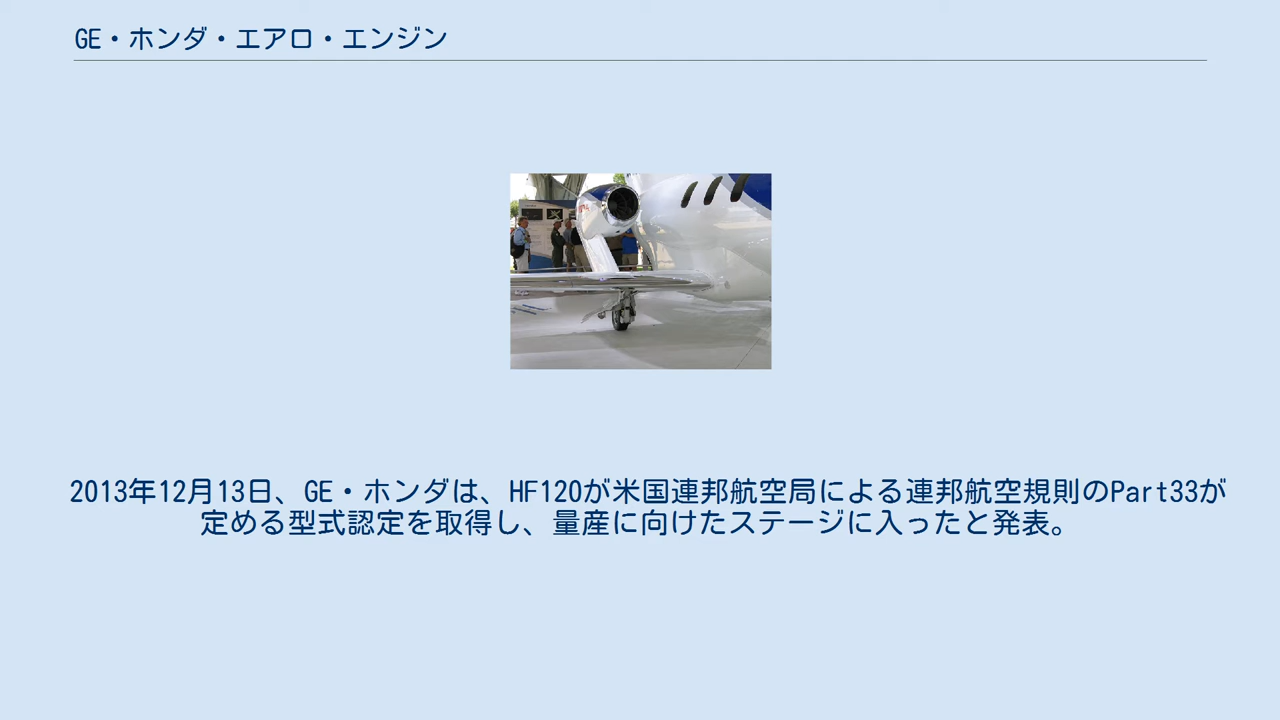 GE・ホンダ・エアロ・エンジン
2013年12月13日、GE・ホンダは、HF120が米国連邦航空局による連邦航空規則のPart33が
定める型式認定を取得し、量産に向けたステージに入ったと発表。